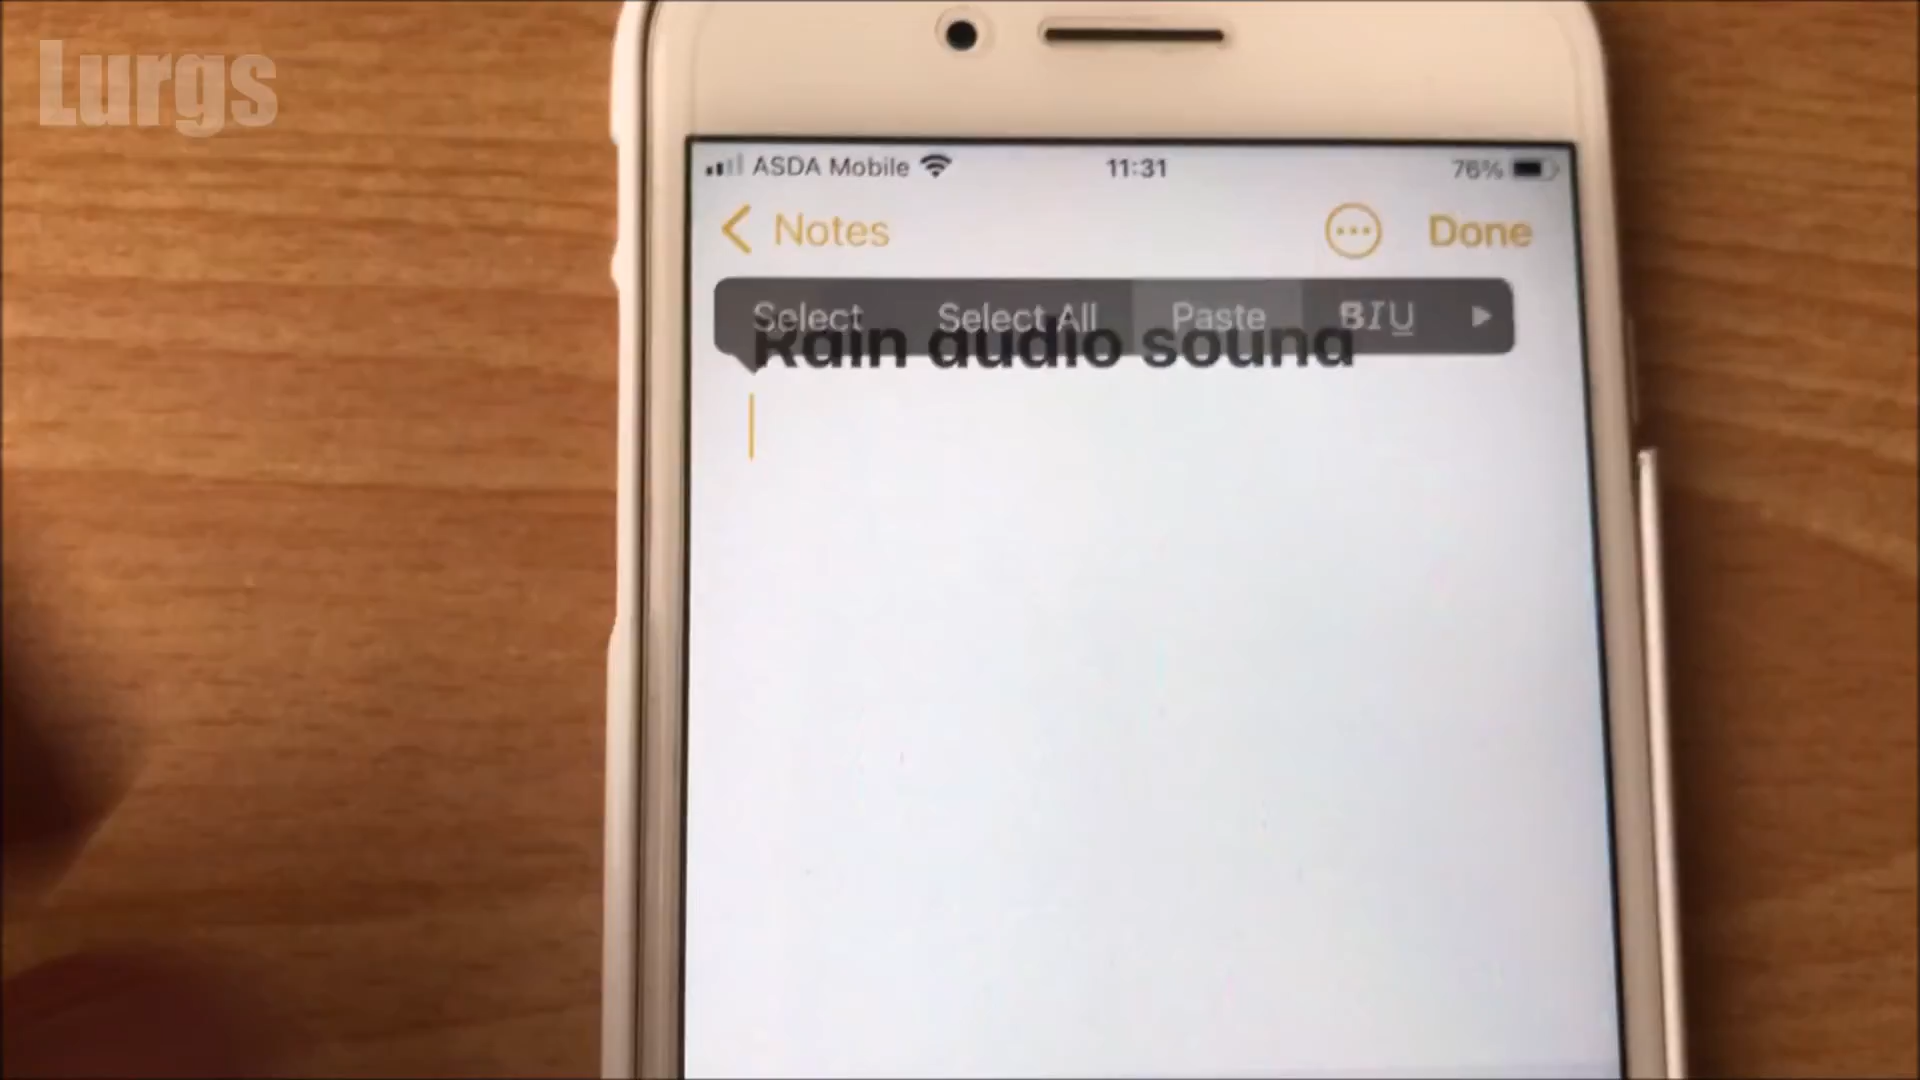 Lurgs
ASDA Mobile 11:31 76%
Notes Done
Select Select All Paste BIU
Rain audio sound